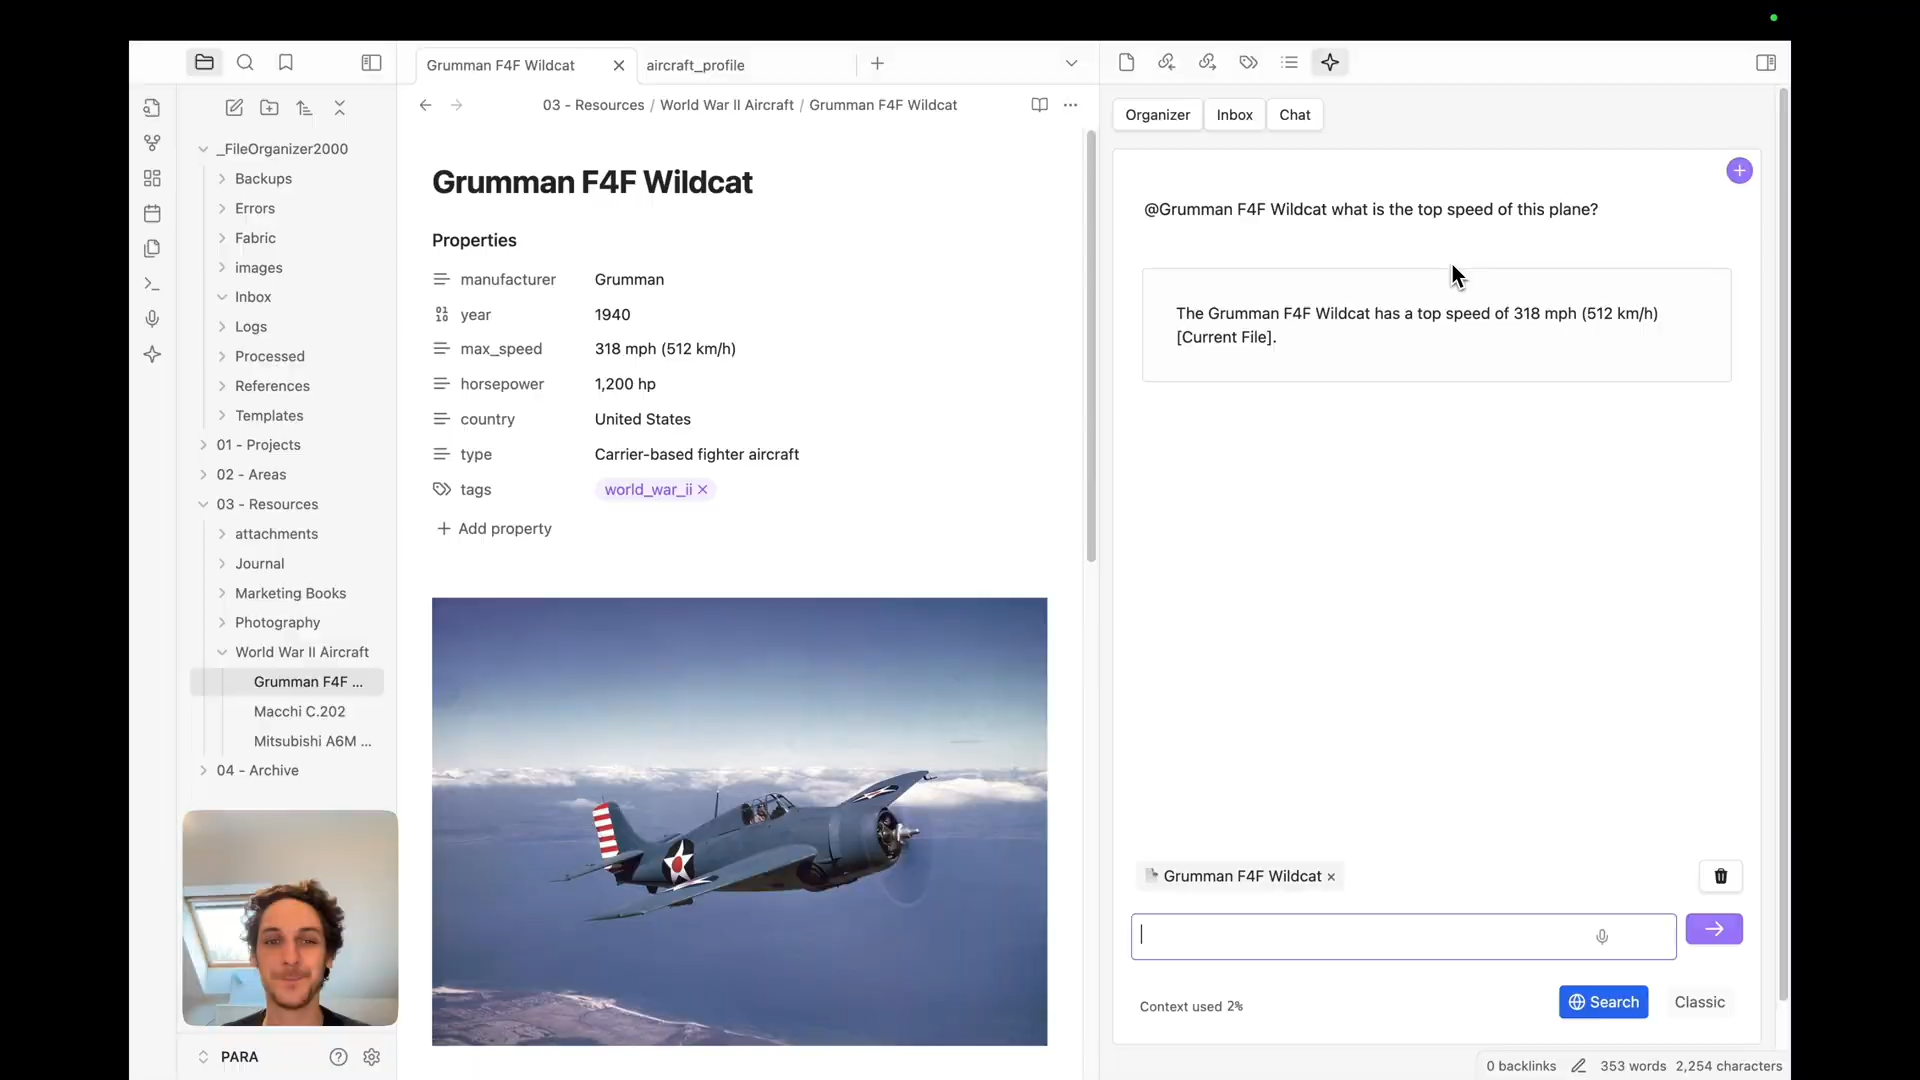 Grumman F4F Wildcat
aircraft_profile
03 - Resources / World War II Aircraft / Grumman F4F Wildcat
_FileOrganizer2000
Backups
Errors
Fabric
images
Inbox
Logs
Processed
References
Templates
01 - Projects
02 - Areas
03 - Resources
attachments
Journal
Marketing Books
Photography
World War II Aircraft
Grumman F4F ...
Macchi C.202
Mitsubishi A6M ...
04 - Archive
PARA
Grumman F4F Wildcat
Properties
manufacturer Grumman
year 1940
max_speed 318 mph (512 km/h)
horsepower 1,200 hp
country United States
type Carrier-based fighter aircraft
tags world_war_ii
Add property
Organizer Inbox Chat
@Grumman F4F Wildcat what is the top speed of this plane?
The Grumman F4F Wildcat has a top speed of 318 mph (512 km/h)
[Current File].
Grumman F4F Wildcat
Context used 2%
Search Classic
0 backlinks 353 words 2,254 characters